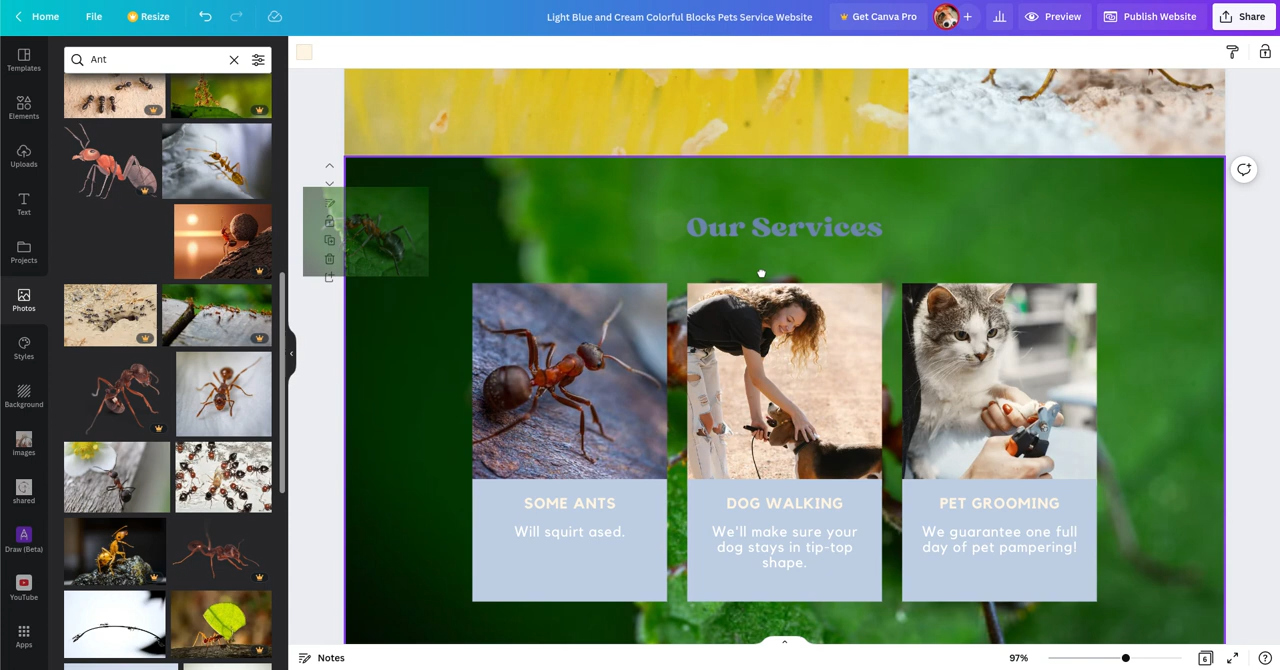 Home
File
Resize
Light Blue and Cream Colorful Blocks Pets Service Website
Get Canva Pro
Preview
Publish Website
Share
Templates
Elements
Uploads
Text
Projects
Photos
Styles
Background
images
shared
Draw (Beta)
YouTube
Apps
Ant
Our Services
SOME ANTS
Will squirt ased.
DOG WALKING
We'll make sure your
dog stays in tip-top
shape.
PET GROOMING
We guarantee one full
day of pet pampering!
Notes
97%
6